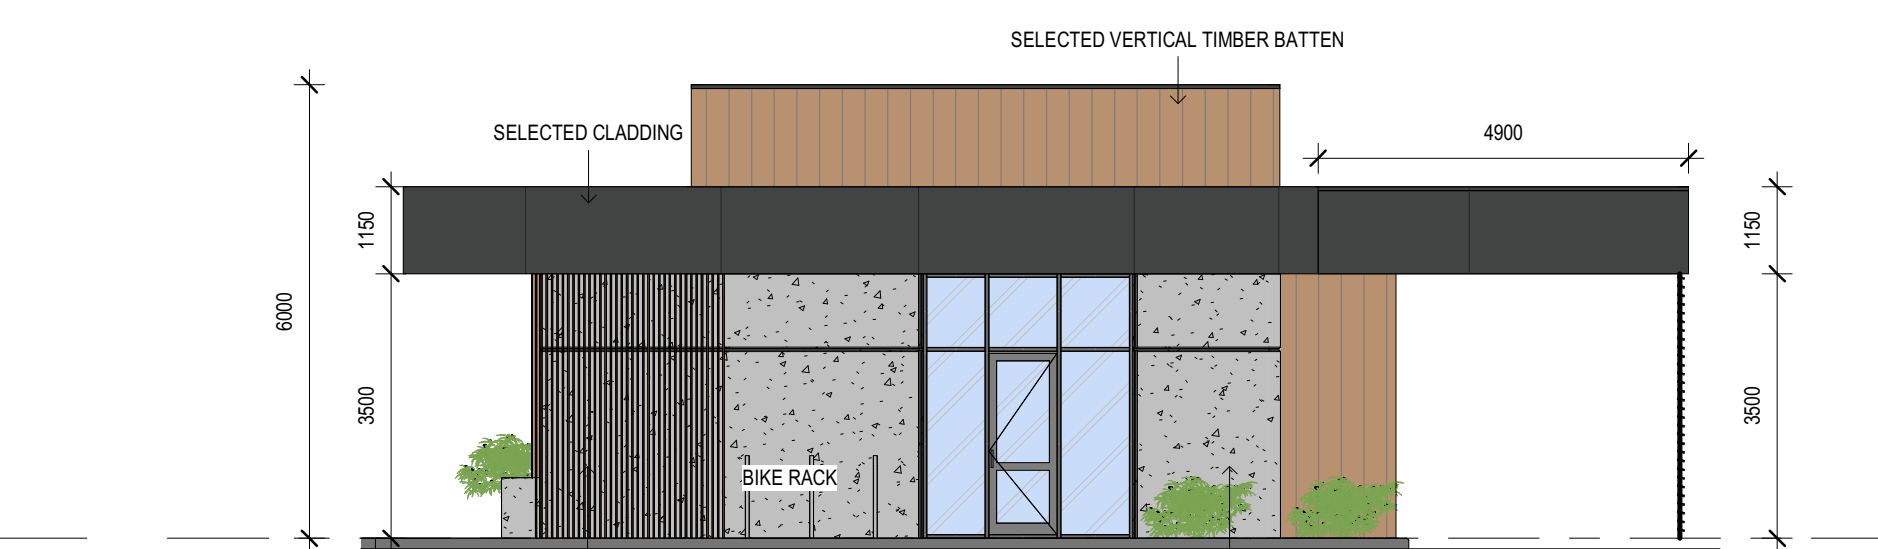 SELECTED VERTICAL TIMBER BATTEN
SELECTED CLADDING
4900
1150
1150
6000
3500
3500
BIKE RACK